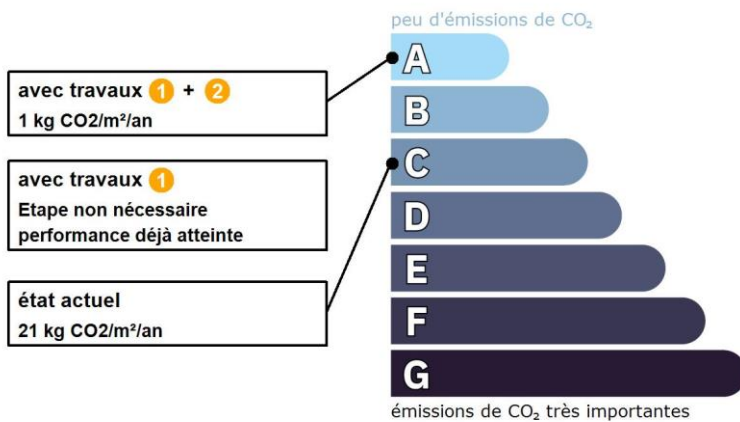 peu d'émissions de CO₂
A
avec travaux 1 + 2
1 kg CO2/m²/an
B
avec travaux 1
Etape non nécessaire
performance déjà atteinte
C
D
état actuel
21 kg CO2/m²/an
E
F
G
émissions de CO₂ très importantes